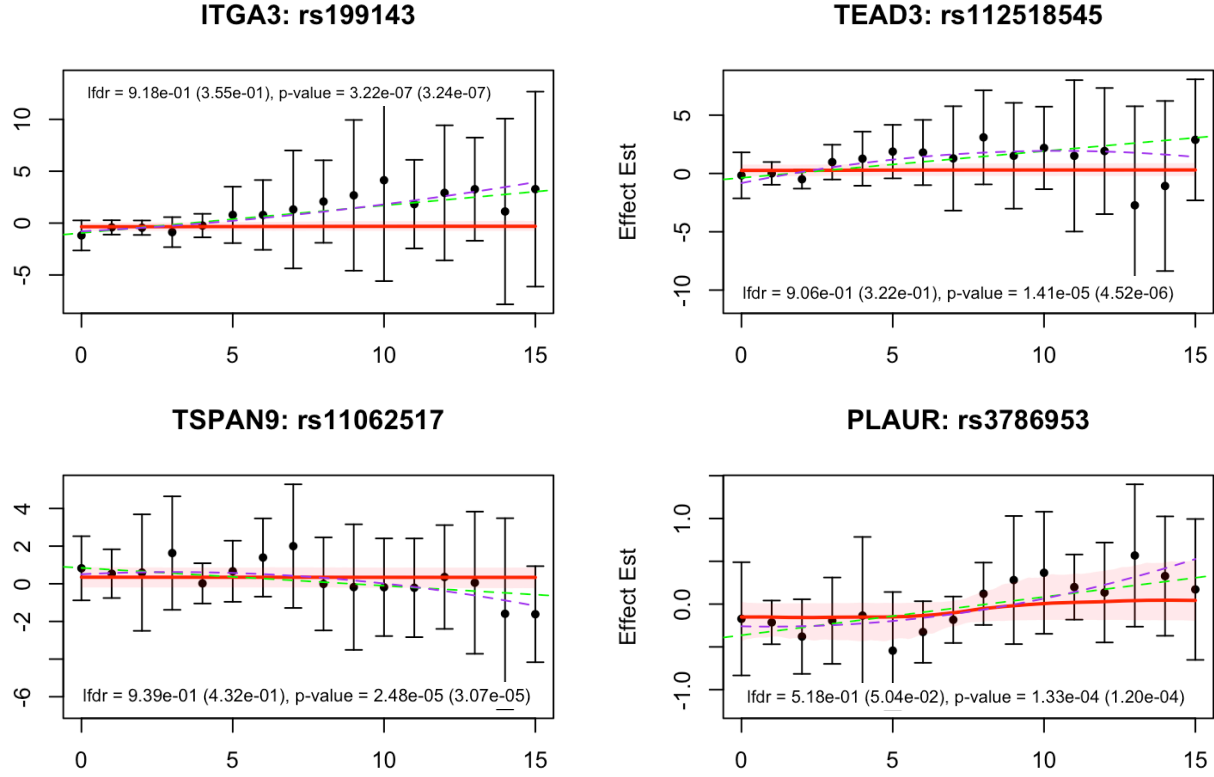 ITGA3: rs199143
lfdr = 9.18e-01 (3.55e-01), p-value = 3.22e-07 (3.24e-07)
10
5
0
-5
0 5 10 15
TEAD3: rs112518545
Effect Est
5
0
-5
-10
lfdr = 9.06e-01 (3.22e-01), p-value = 1.41e-05 (4.52e-06)
0 5 10 15
TSPAN9: rs11062517
4
2
0
-2
-6
lfdr = 9.39e-01 (4.32e-01), p-value = 2.48e-05 (3.07e-05)
0 5 10 15
PLAUR: rs3786953
Effect Est
1.0
0.0
-1.0
lfdr = 5.18e-01 (5.04e-02), p-value = 1.33e-04 (1.20e-04)
0 5 10 15